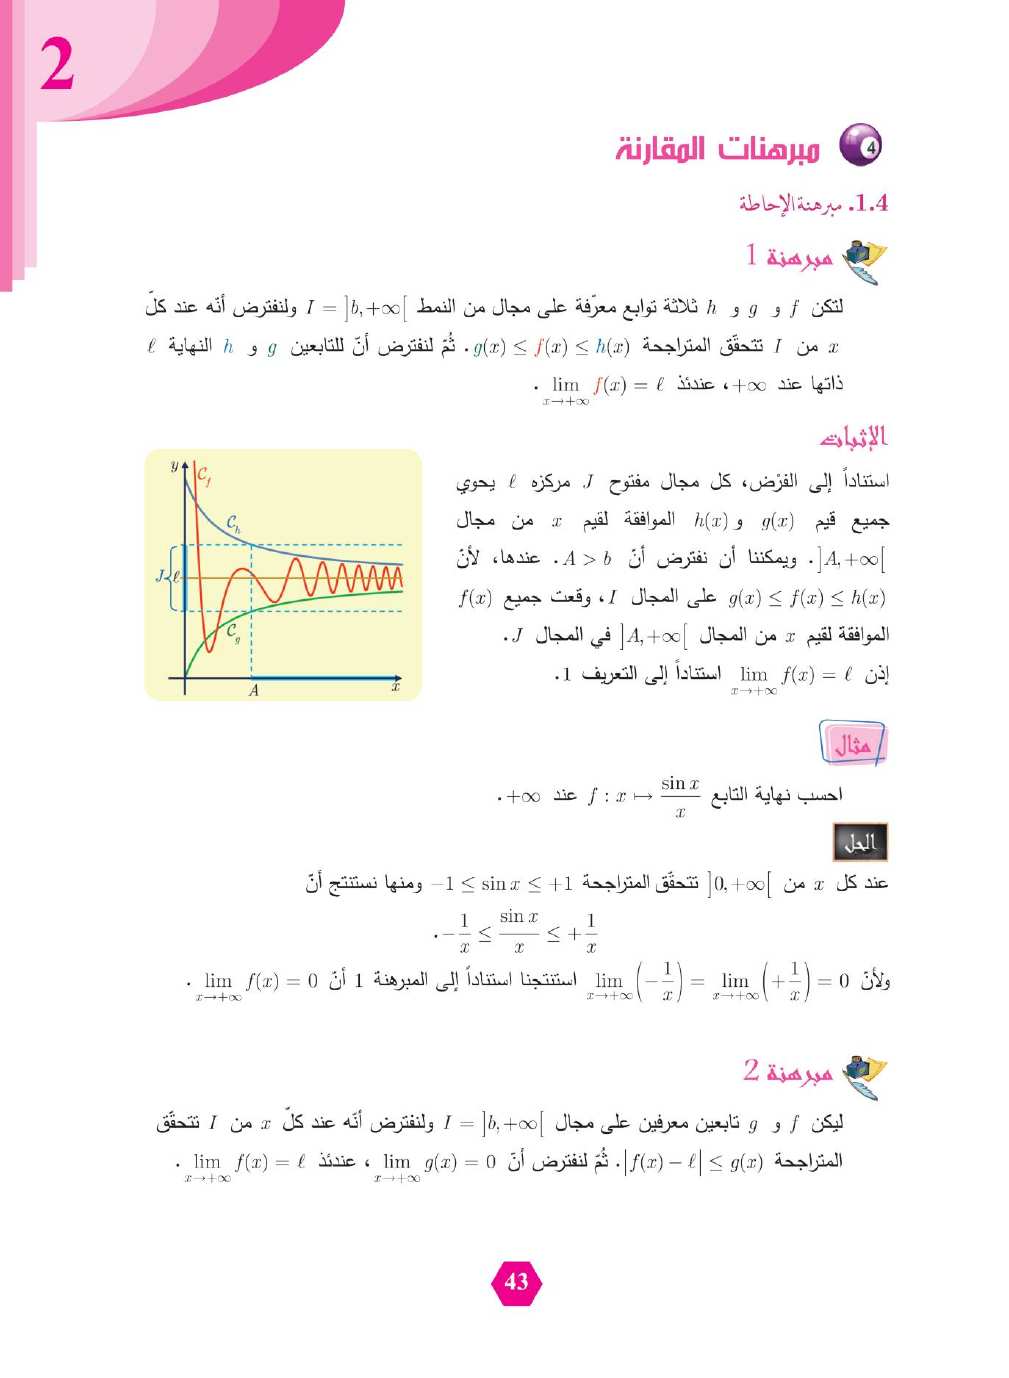 2
4 مبرهنات المقارنة
1.4. مبرهنة الإحاطة
مبرهنة 1
لتكن f و g و h ثلاثة توابع معرّفة على مجال من النمط I = ]b,+∞[ ولنفترض أنّه عند كلّ
x من I تتحقّق المتراجحة g(x) ≤ f(x) ≤ h(x). ثُمّ لنفترض أنّ للتابعين g و h النهاية ℓ
ذاتها عند +∞، عندئذ lim_{x→+∞} f(x) = ℓ.
الإثبات
استناداً إلى الفرْض، كل مجال مفتوح J مركزه ℓ يحوي
جميع قيم g(x) و h(x) الموافقة لقيم x من مجال
]A,+∞[. ويمكننا أن نفترض أنّ A > b. عندها، لأنّ
g(x) ≤ f(x) ≤ h(x) على المجال I، وقعت جميع f(x)
الموافقة لقيم x من المجال ]A,+∞[ في المجال J.
إذن lim_{x→+∞} f(x) = ℓ استناداً إلى التعريف 1.
y
C_f
C_h
J
ℓ
C_g
A
x
مثال
احسب نهاية التابع f : x ↦ sin x / x عند +∞.
الحل
عند كل x من ]0,+∞[ تتحقّق المتراجحة −1 ≤ sin x ≤ +1 ومنها نستنتج أنّ
−1/x ≤ sin x / x ≤ +1/x.
ولأنّ lim_{x→+∞} (−1/x) = lim_{x→+∞} (+1/x) = 0 استنتجنا استناداً إلى المبرهنة 1 أنّ lim_{x→+∞} f(x) = 0.
مبرهنة 2
ليكن f و g تابعين معرفين على مجال I = ]b,+∞[ ولنفترض أنّه عند كلّ x من I تتحقّق
المتراجحة |f(x) − ℓ| ≤ g(x). ثُمّ لنفترض أنّ lim_{x→+∞} g(x) = 0، عندئذ lim_{x→+∞} f(x) = ℓ.
43